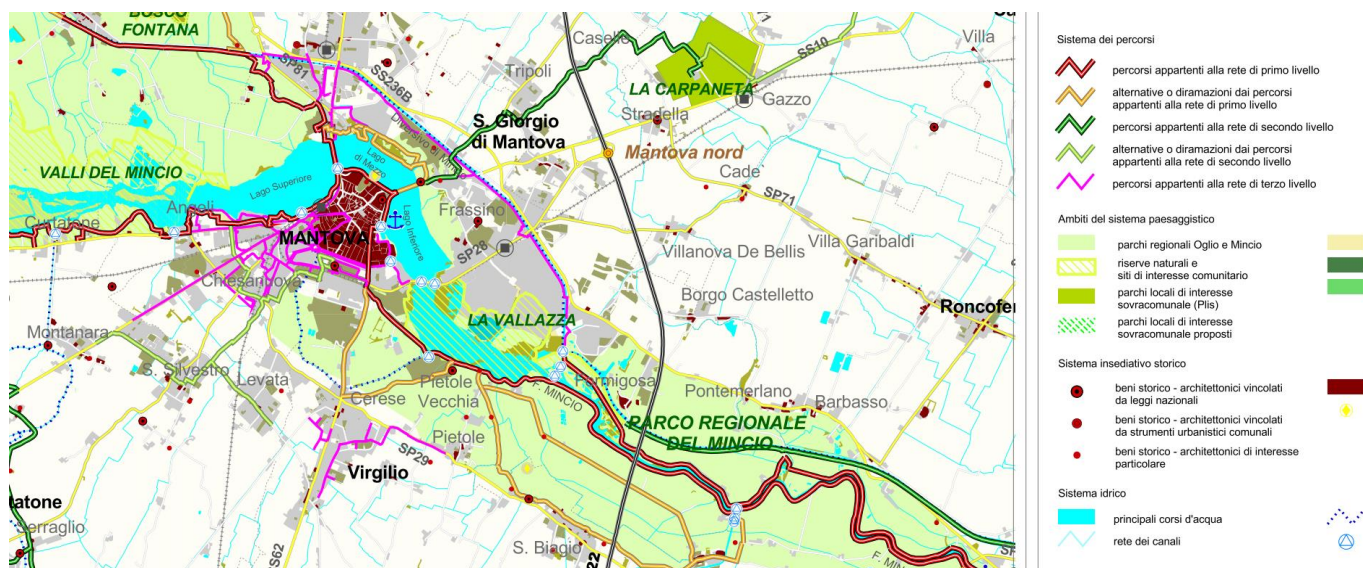 BOSCO
FONTANA
SP81
SS236B
Casello
Tripoli
SS10
Villa
LA CARPANETA
Gazzo
Stradella
S. Giorgio
di Mantova
Mantova nord
Cade
SP71
VALLI DEL MINCIO
Lago Superiore
Lago
di Mezzo
Angeli
Curtatone
MANTOVA
Lago Inferiore
Frassino
SP28
Villanova De Bellis
Villa Garibaldi
Chiesanuova
Borgo Castelletto
Roncofer
LA VALLAZZA
Montanara
S. Silvestro
Levata
Cerese
Pietole
Vecchia
F. MINCIO
Formigosa
Pontemerlano
Barbasso
PARCO REGIONALE
DEL MINCIO
Pietole
SP29
Virgilio
tatone
Serraglio
SS62
S. Biagio
22
F. MINCIO
SP
Sistema dei percorsi
percorsi appartenti alla rete di primo livello
alternative o diramazioni dai percorsi
appartenti alla rete di primo livello
percorsi appartenti alla rete di secondo livello
alternative o diramazioni dai percorsi
appartenti alla rete di secondo livello
percorsi appartenti alla rete di terzo livello
Ambiti del sistema paesaggistico
parchi regionali Oglio e Mincio
riserve naturali e
siti di interesse comunitario
parchi locali di interesse
sovracomunale (Plis)
parchi locali di interesse
sovracomunale proposti
Sistema insediativo storico
beni storico - architettonici vincolati
da leggi nazionali
beni storico - architettonici vincolati
da strumenti urbanistici comunali
beni storico - architettonici di interesse
particolare
Sistema idrico
principali corsi d'acqua
rete dei canali